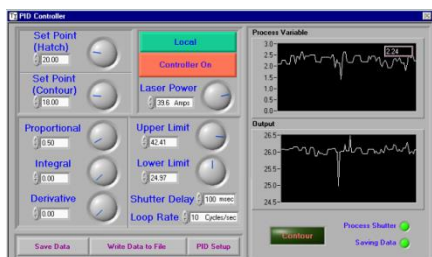 PID Controller
Set Point
(Hatch)
20.00
Set Point
(Contour)
18.00
Local
Controller On
Laser Power
39.6 Amps
Proportional
0.50
Integral
0.00
Derivative
0.00
Upper Limit
42.41
Lower Limit
24.97
Shutter Delay 100 msec
Loop Rate 10 Cycles/sec
Save Data
Write Data to File
PID Setup
Process Variable
3.0
2.5
2.0
1.5
1.0
0.5
0.0
2.24
Output
26.5
26.0
25.5
25.0
24.5
Contour
Process Shutter
Saving Data